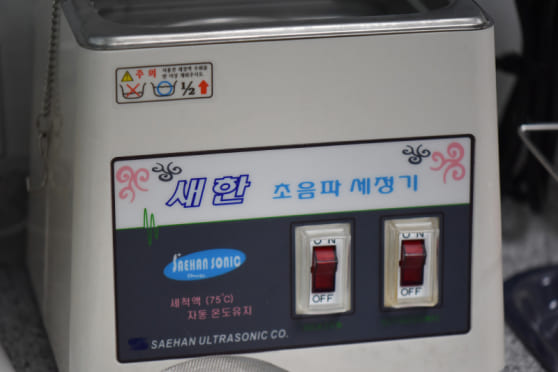 주 의
1/2
새한 초음파 세정기
SAEHAN SONIC
세척액 (75°C)
자동 온도유지
ON
OFF
ON
OFF
SAEHAN ULTRASONIC CO.